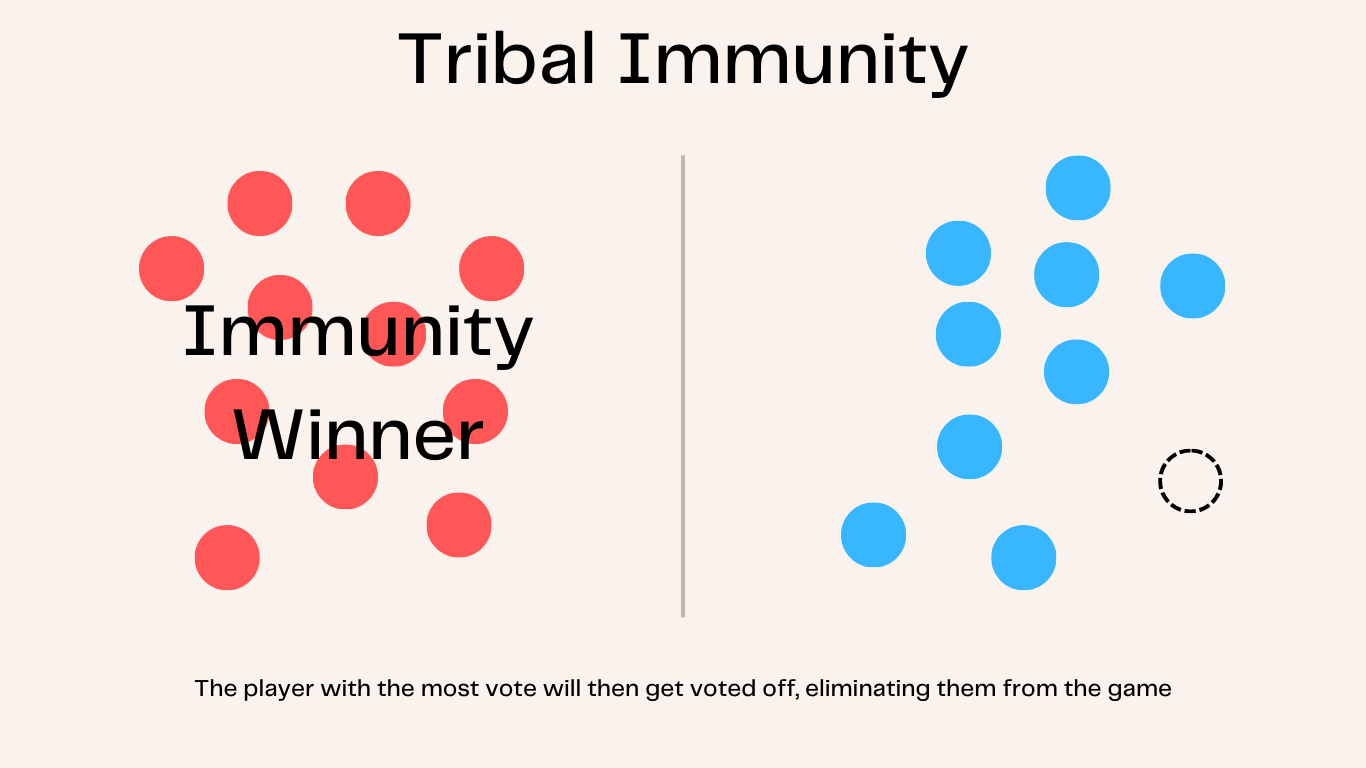 Tribal Immunity
Immunity
Winner
The player with the most vote will then get voted off, eliminating them from the game